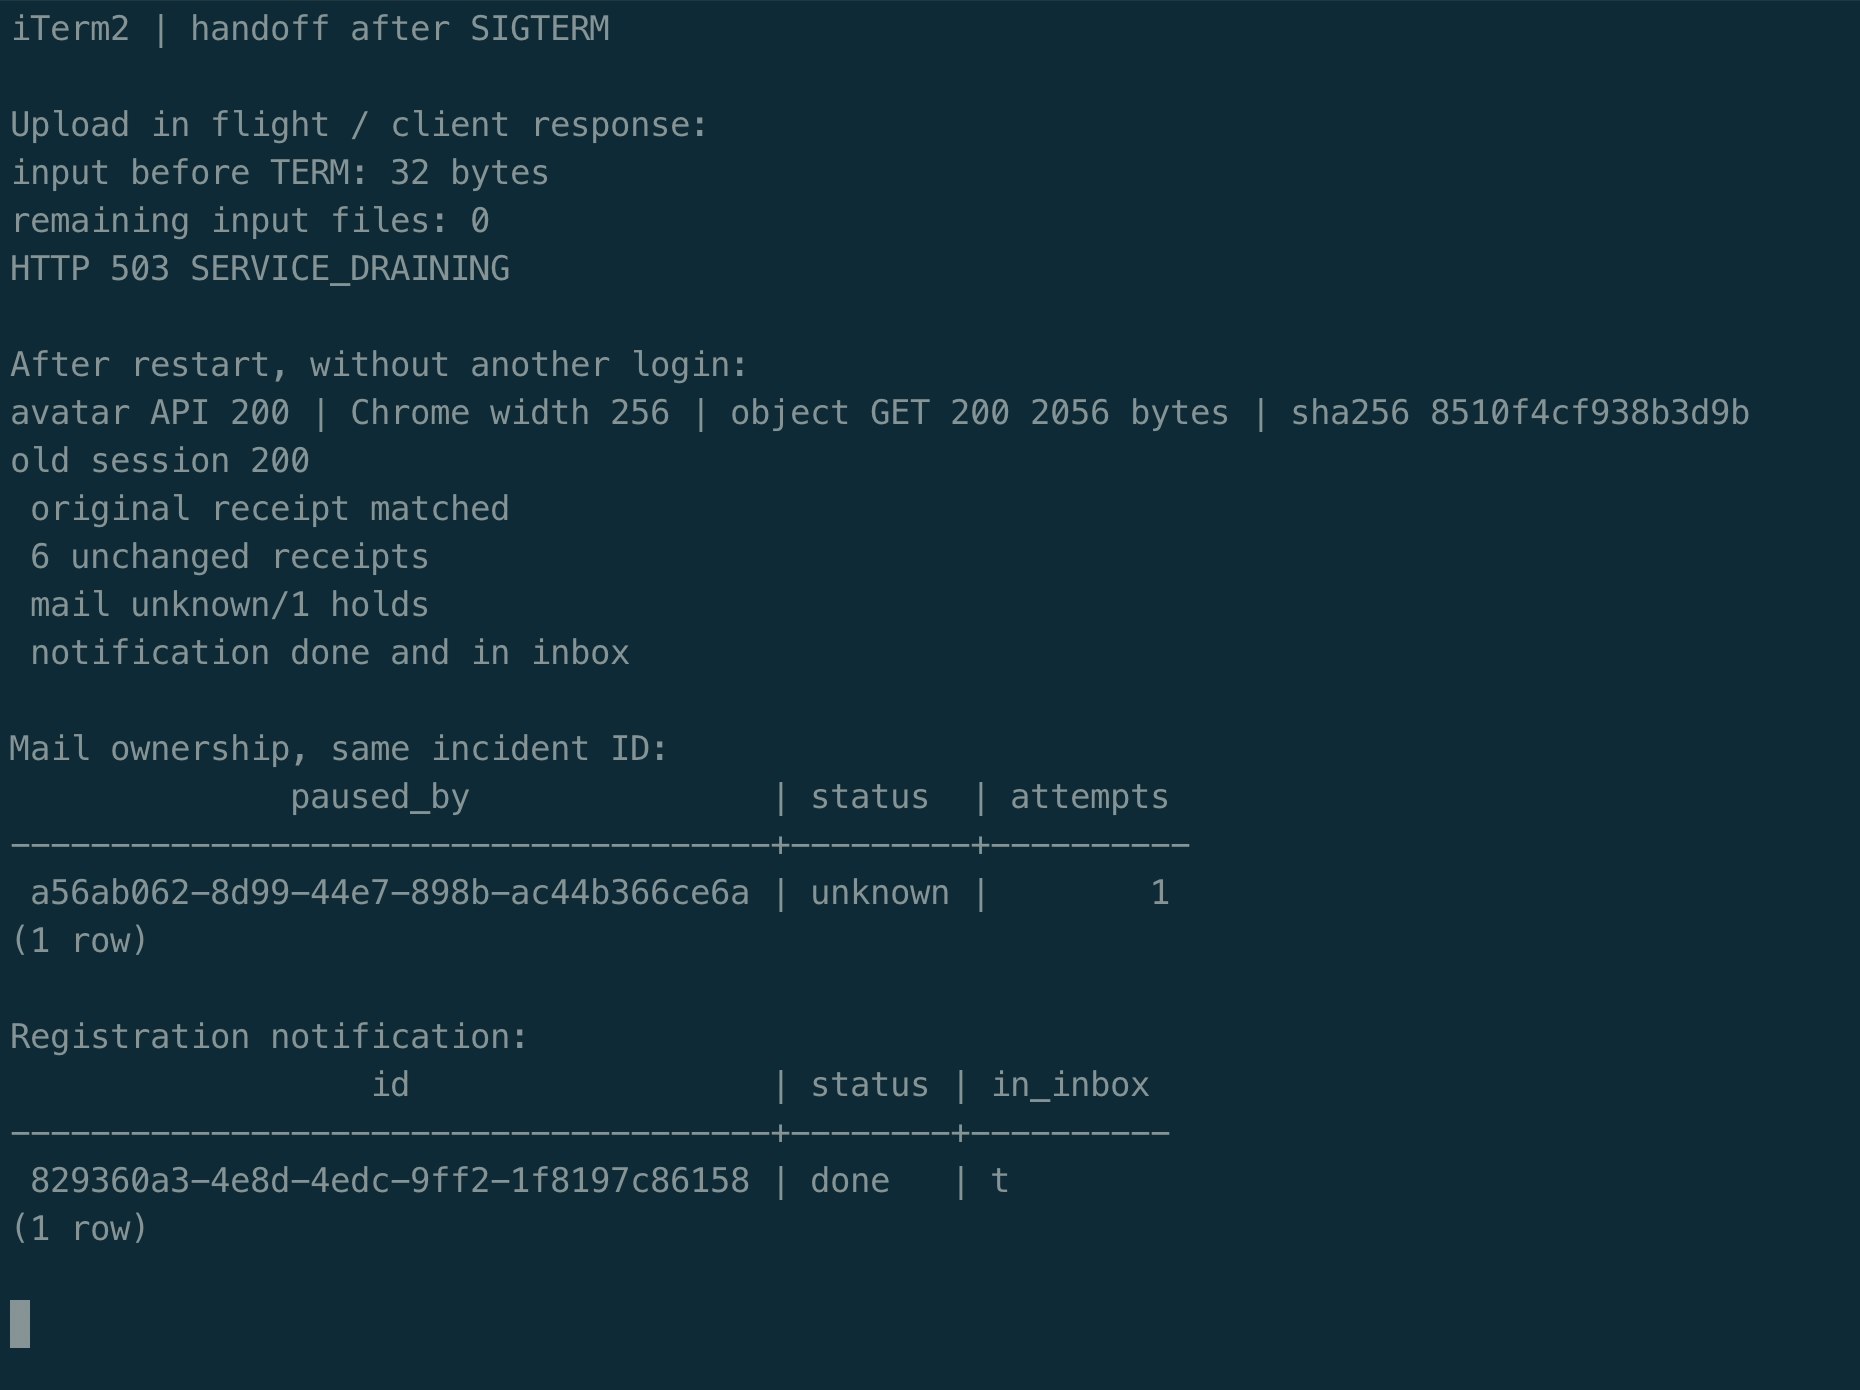 iTerm2 | handoff after SIGTERM
Upload in flight / client response:
input before TERM: 32 bytes
remaining input files: 0
HTTP 503 SERVICE_DRAINING
After restart, without another login:
avatar API 200 | Chrome width 256 | object GET 200 2056 bytes | sha256 8510f4cf938b3d9b
old session 200
 original receipt matched
 6 unchanged receipts
 mail unknown/1 holds
 notification done and in inbox
Mail ownership, same incident ID:
              paused_by               | status  | attempts
--------------------------------------+---------+----------
 a56ab062-8d99-44e7-898b-ac44b366ce6a | unknown |        1
(1 row)
Registration notification:
                  id                  | status | in_inbox
--------------------------------------+--------+----------
 829360a3-4e8d-4edc-9ff2-1f8197c86158 | done   | t
(1 row)